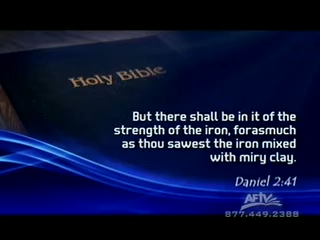 Holy Bible
But there shall be in it of the
strength of the iron, forasmuch
as thou sawest the iron mixed
with miry clay.
Daniel 2:41
AFTV
877.449.2388